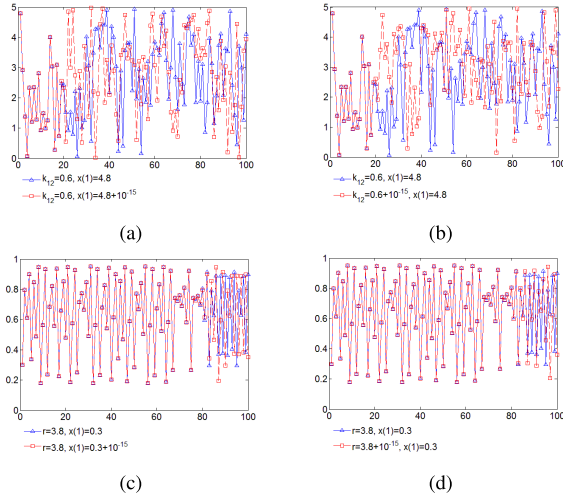 5 5
4 4
3 3
2 2
1 1
0 0
0 20 40 60 80 100 0 20 40 60 80 100
k12=0.6, x(1)=4.8 k12=0.6, x(1)=4.8
k12=0.6, x(1)=4.8+10-15 k12=0.6+10-15, x(1)=4.8
(a) (b)
1 1
0.8 0.8
0.6 0.6
0.4 0.4
0.2 0.2
0 0
0 20 40 60 80 100 0 20 40 60 80 100
r=3.8, x(1)=0.3 r=3.8, x(1)=0.3
r=3.8, x(1)=0.3+10-15 r=3.8+10-15, x(1)=0.3
(c) (d)